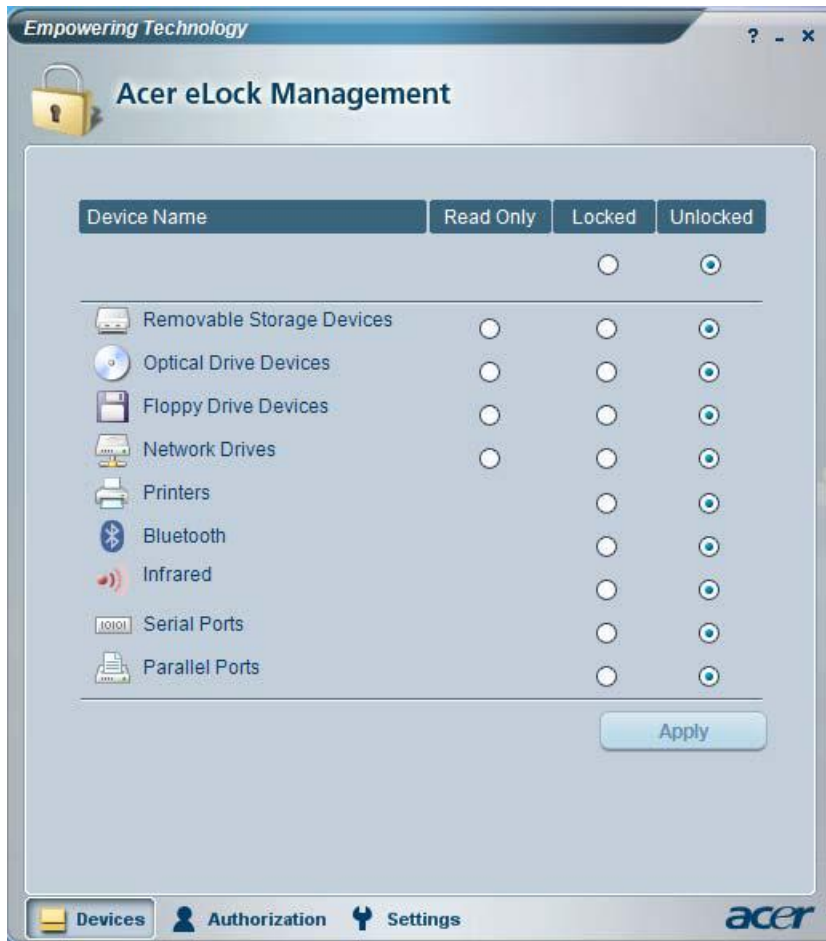 Empowering Technology
? - x
Acer eLock Management
Device Name Read Only Locked Unlocked
Removable Storage Devices
Optical Drive Devices
Floppy Drive Devices
Network Drives
Printers
Bluetooth
Infrared
10101 Serial Ports
Parallel Ports
Apply
Devices Authorization Settings acer